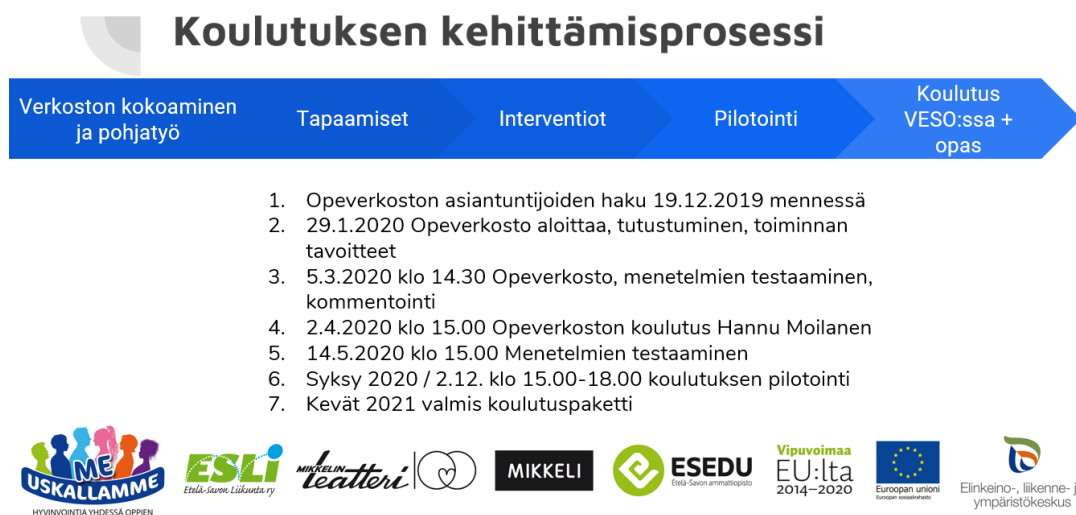 Koulutuksen kehittämisprosessi
Verkoston kokoaminen
ja pohjatyö
Tapaamiset
Interventiot
Pilotointi
Koulutus
VESO:ssa +
opas
1. Opeverkoston asiantuntijoiden haku 19.12.2019 mennessä
2. 29.1.2020 Opeverkosto aloittaa, tutustuminen, toiminnan
tavoitteet
3. 5.3.2020 klo 14.30 Opeverkosto, menetelmien testaaminen,
kommentointi
4. 2.4.2020 klo 15.00 Opeverkoston koulutus Hannu Moilanen
5. 14.5.2020 klo 15.00 Menetelmien testaaminen
6. Syksy 2020 / 2.12. klo 15.00-18.00 koulutuksen pilotointi
7. Kevät 2021 valmis koulutuspaketti
ME
USKALLAMME
HYVINVOINTIA YHDESSÄ OPPIEN
ESLi
Etelä-Savon Liikunta ry
MIKKELIN
teatteri
MIKKELI
ESEDU
Etelä-Savon ammattiopisto
Vipuvoimaa
EU:lta
2014–2020
Euroopan unioni
Euroopan sosiaalirahasto
Elinkeino-, liikenne- j
ympäristökeskus